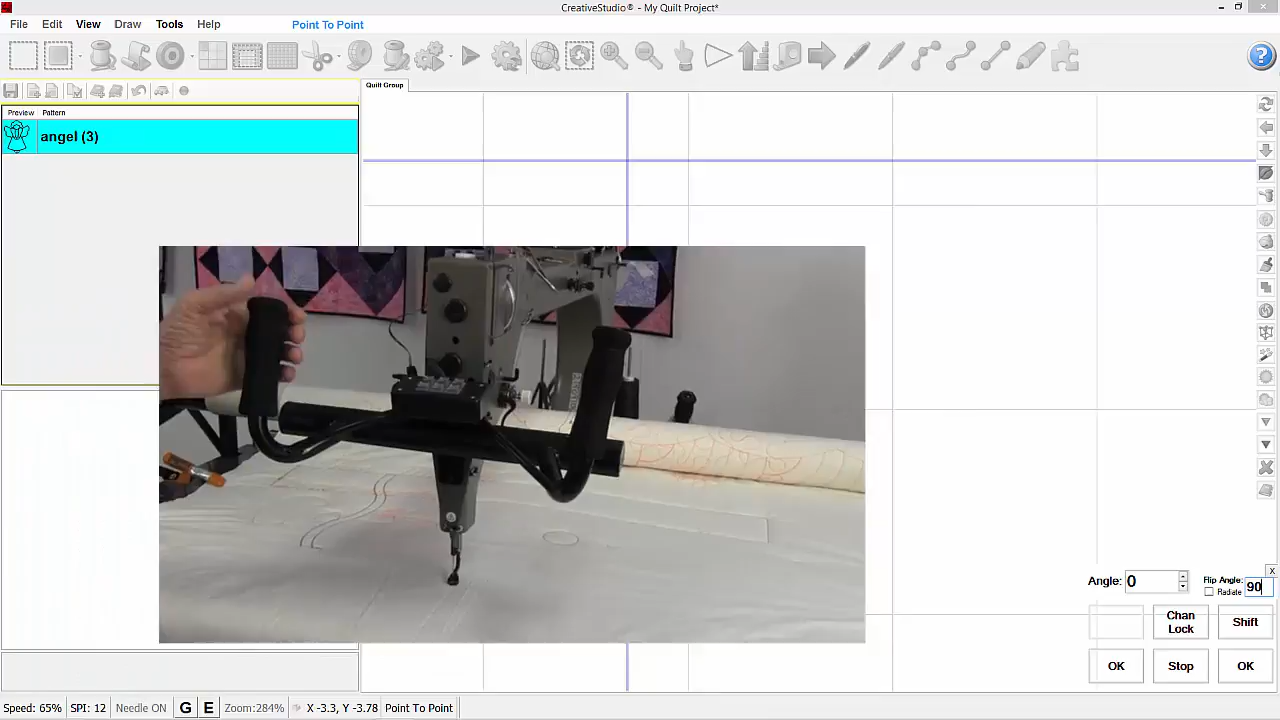 CreativeStudio® - My Quilt Project*
File Edit View Draw Tools Help Point To Point
Quilt Group
Preview Pattern
angel (3)
Angle: 0 Flip Angle: 90
Radiate
X
Chan Lock Shift
OK Stop OK
Speed: 65% SPI: 12 Needle ON G E Zoom:284% X -3.3, Y -3.78 Point To Point